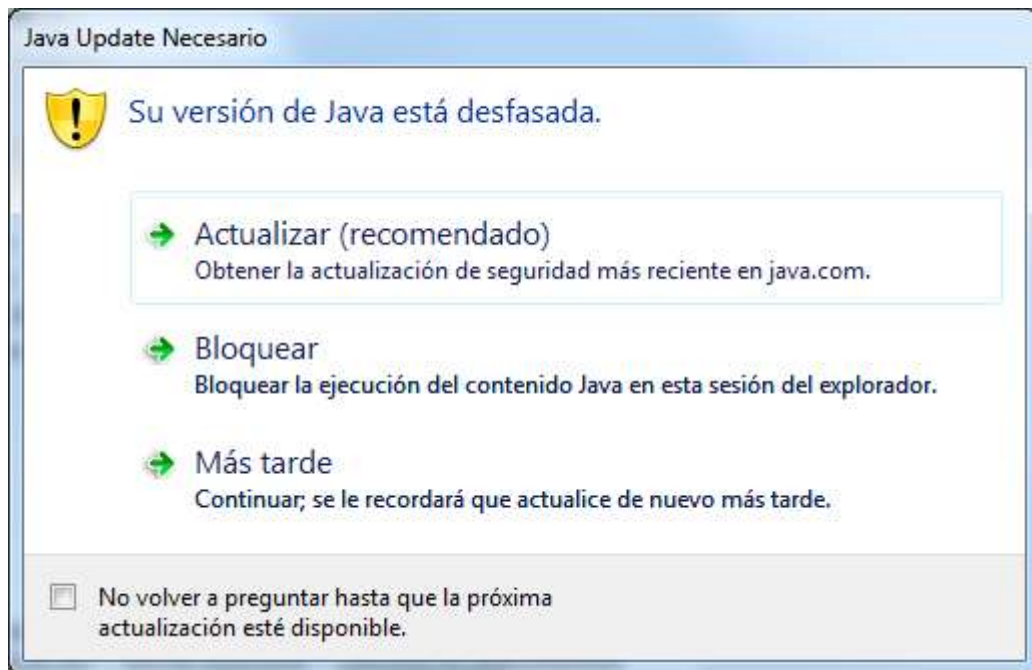 Java Update Necesario
Su versión de Java está desfasada.
Actualizar (recomendado)
Obtener la actualización de seguridad más reciente en java.com.
Bloquear
Bloquear la ejecución del contenido Java en esta sesión del explorador.
Más tarde
Continuar; se le recordará que actualice de nuevo más tarde.
No volver a preguntar hasta que la próxima
actualización esté disponible.